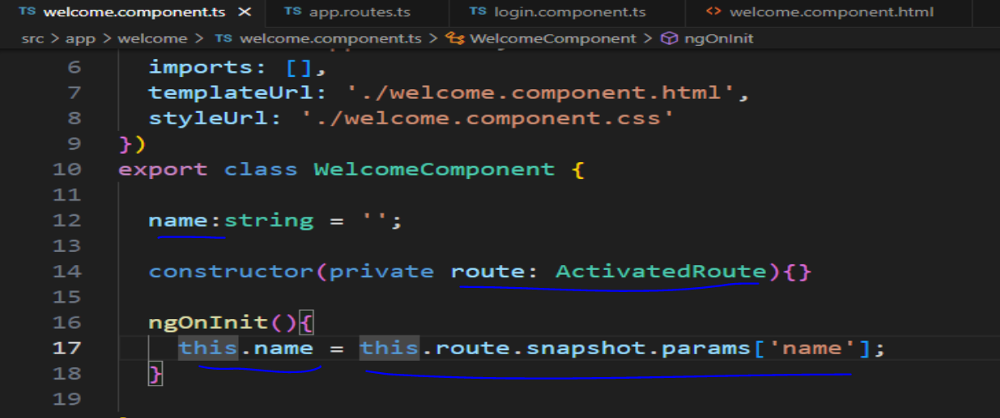 TS welcome.component.ts × TS app.routes.ts TS login.component.ts <> welcome.component.html
src > app > welcome > TS welcome.component.ts > WelcomeComponent > ngOnInit
6 imports: [],
7 templateUrl: './welcome.component.html',
8 styleUrl: './welcome.component.css'
9 })
10 export class WelcomeComponent {
11
12 name:string = '';
13
14 constructor(private route: ActivatedRoute){}
15
16 ngOnInit(){
17 this.name = this.route.snapshot.params['name'];
18 }
19